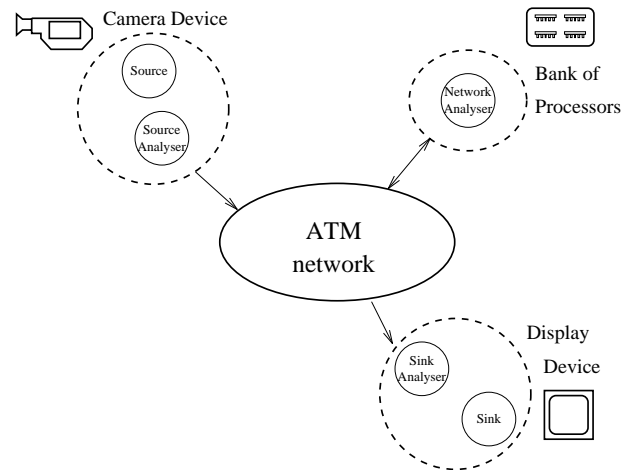 Camera Device
Source
Source
Analyser
Network
Analyser
Bank of
Processors
ATM
network
Display
Device
Sink
Analyser
Sink